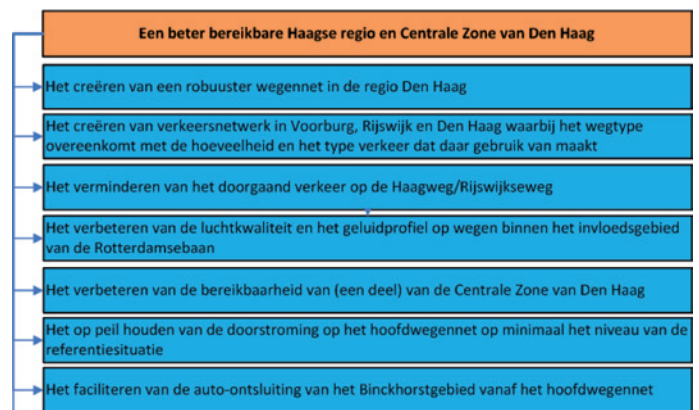 Een beter bereikbare Haagse regio en Centrale Zone van Den Haag
Het creëren van een robuuster wegennet in de regio Den Haag
Het creëren van verkeersnetwerk in Voorburg, Rijswijk en Den Haag waarbij het wegtype
overeenkomt met de hoeveelheid en het type verkeer dat daar gebruik van maakt
Het verminderen van het doorgaand verkeer op de Haagweg/Rijswijkseweg
Het verbeteren van de luchtkwaliteit en het geluidprofiel op wegen binnen het invloedsgebied
van de Rotterdamsebaan
Het verbeteren van de bereikbaarheid van (een deel) van de Centrale Zone van Den Haag
Het op peil houden van de doorstroming op het hoofdwegennet op minimaal het niveau van de
referentiesituatie
Het faciliteren van de auto-ontsluiting van het Binckhorstgebied vanaf het hoofdwegennet